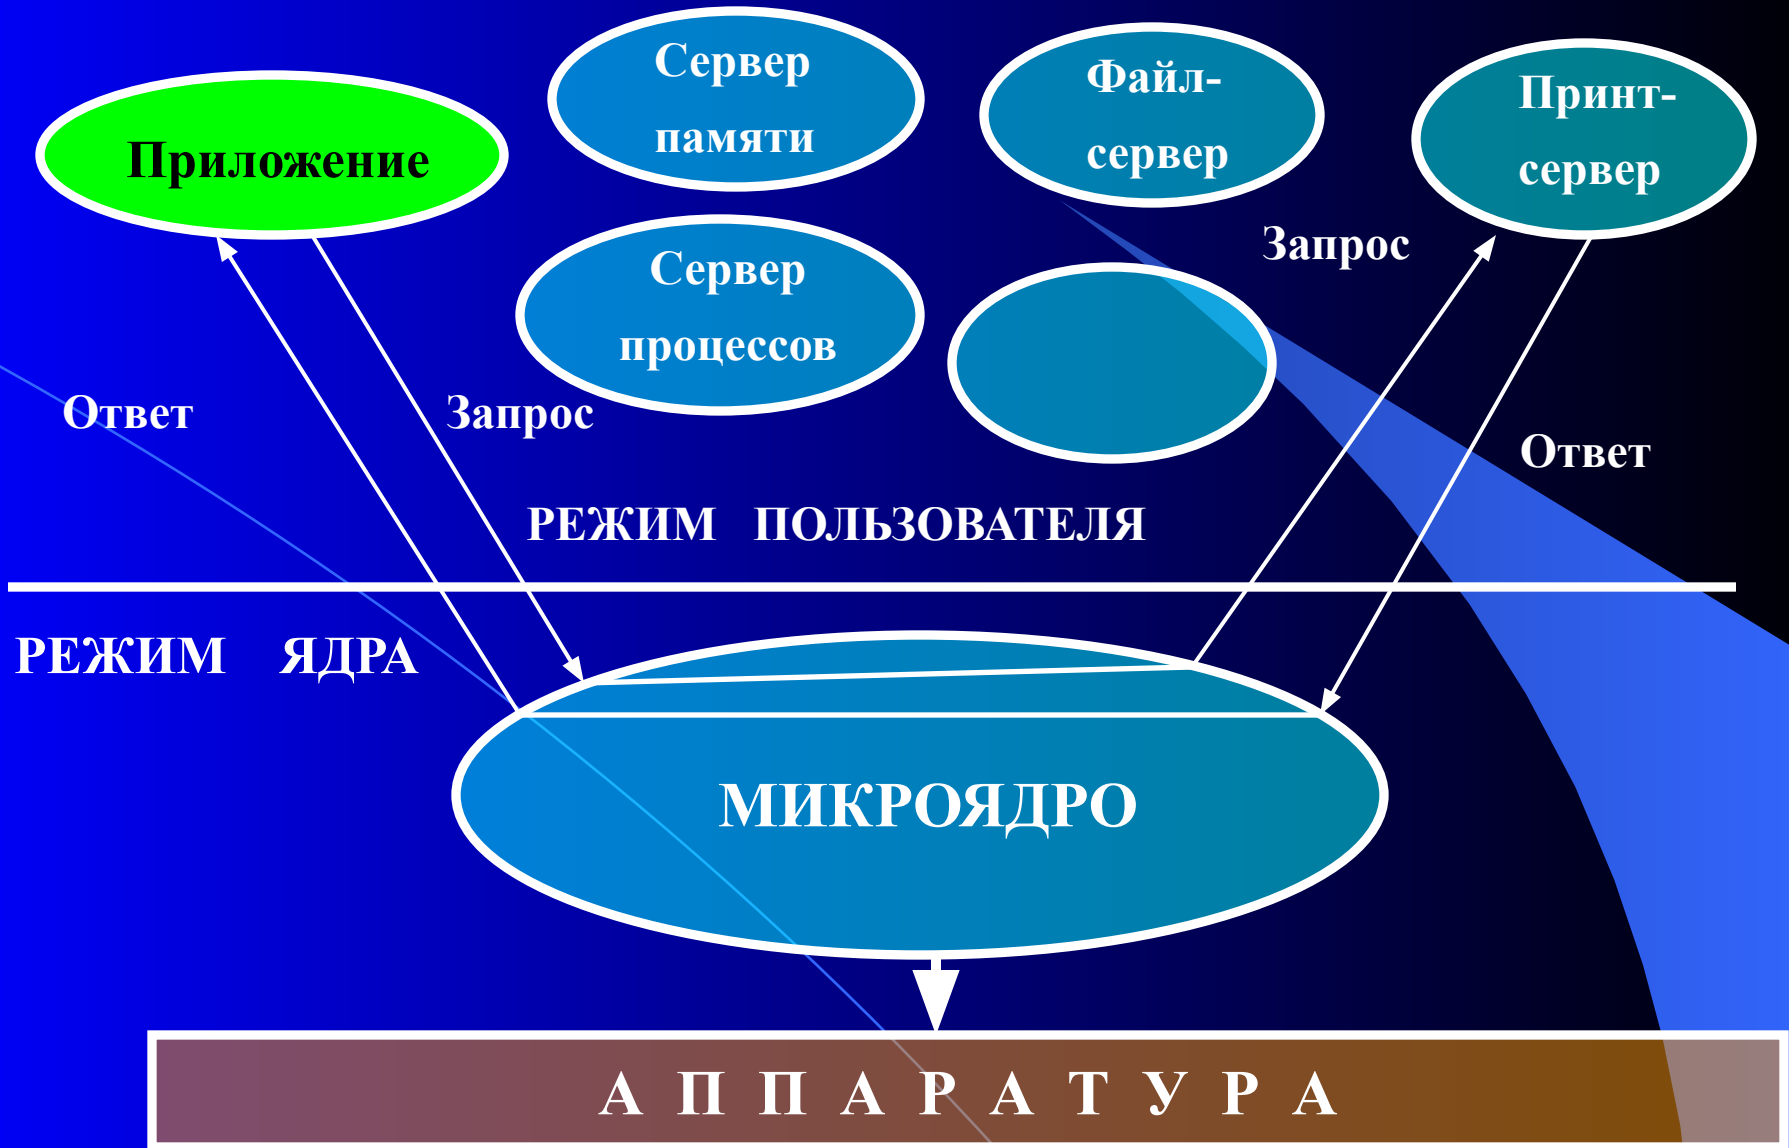 Приложение
Сервер
памяти
Файл-
сервер
Принт-
сервер
Сервер
процессов
Запрос
Ответ
Запрос
Ответ
РЕЖИМ ПОЛЬЗОВАТЕЛЯ
РЕЖИМ ЯДРА
МИКРОЯДРО
А П П А Р А Т У Р А